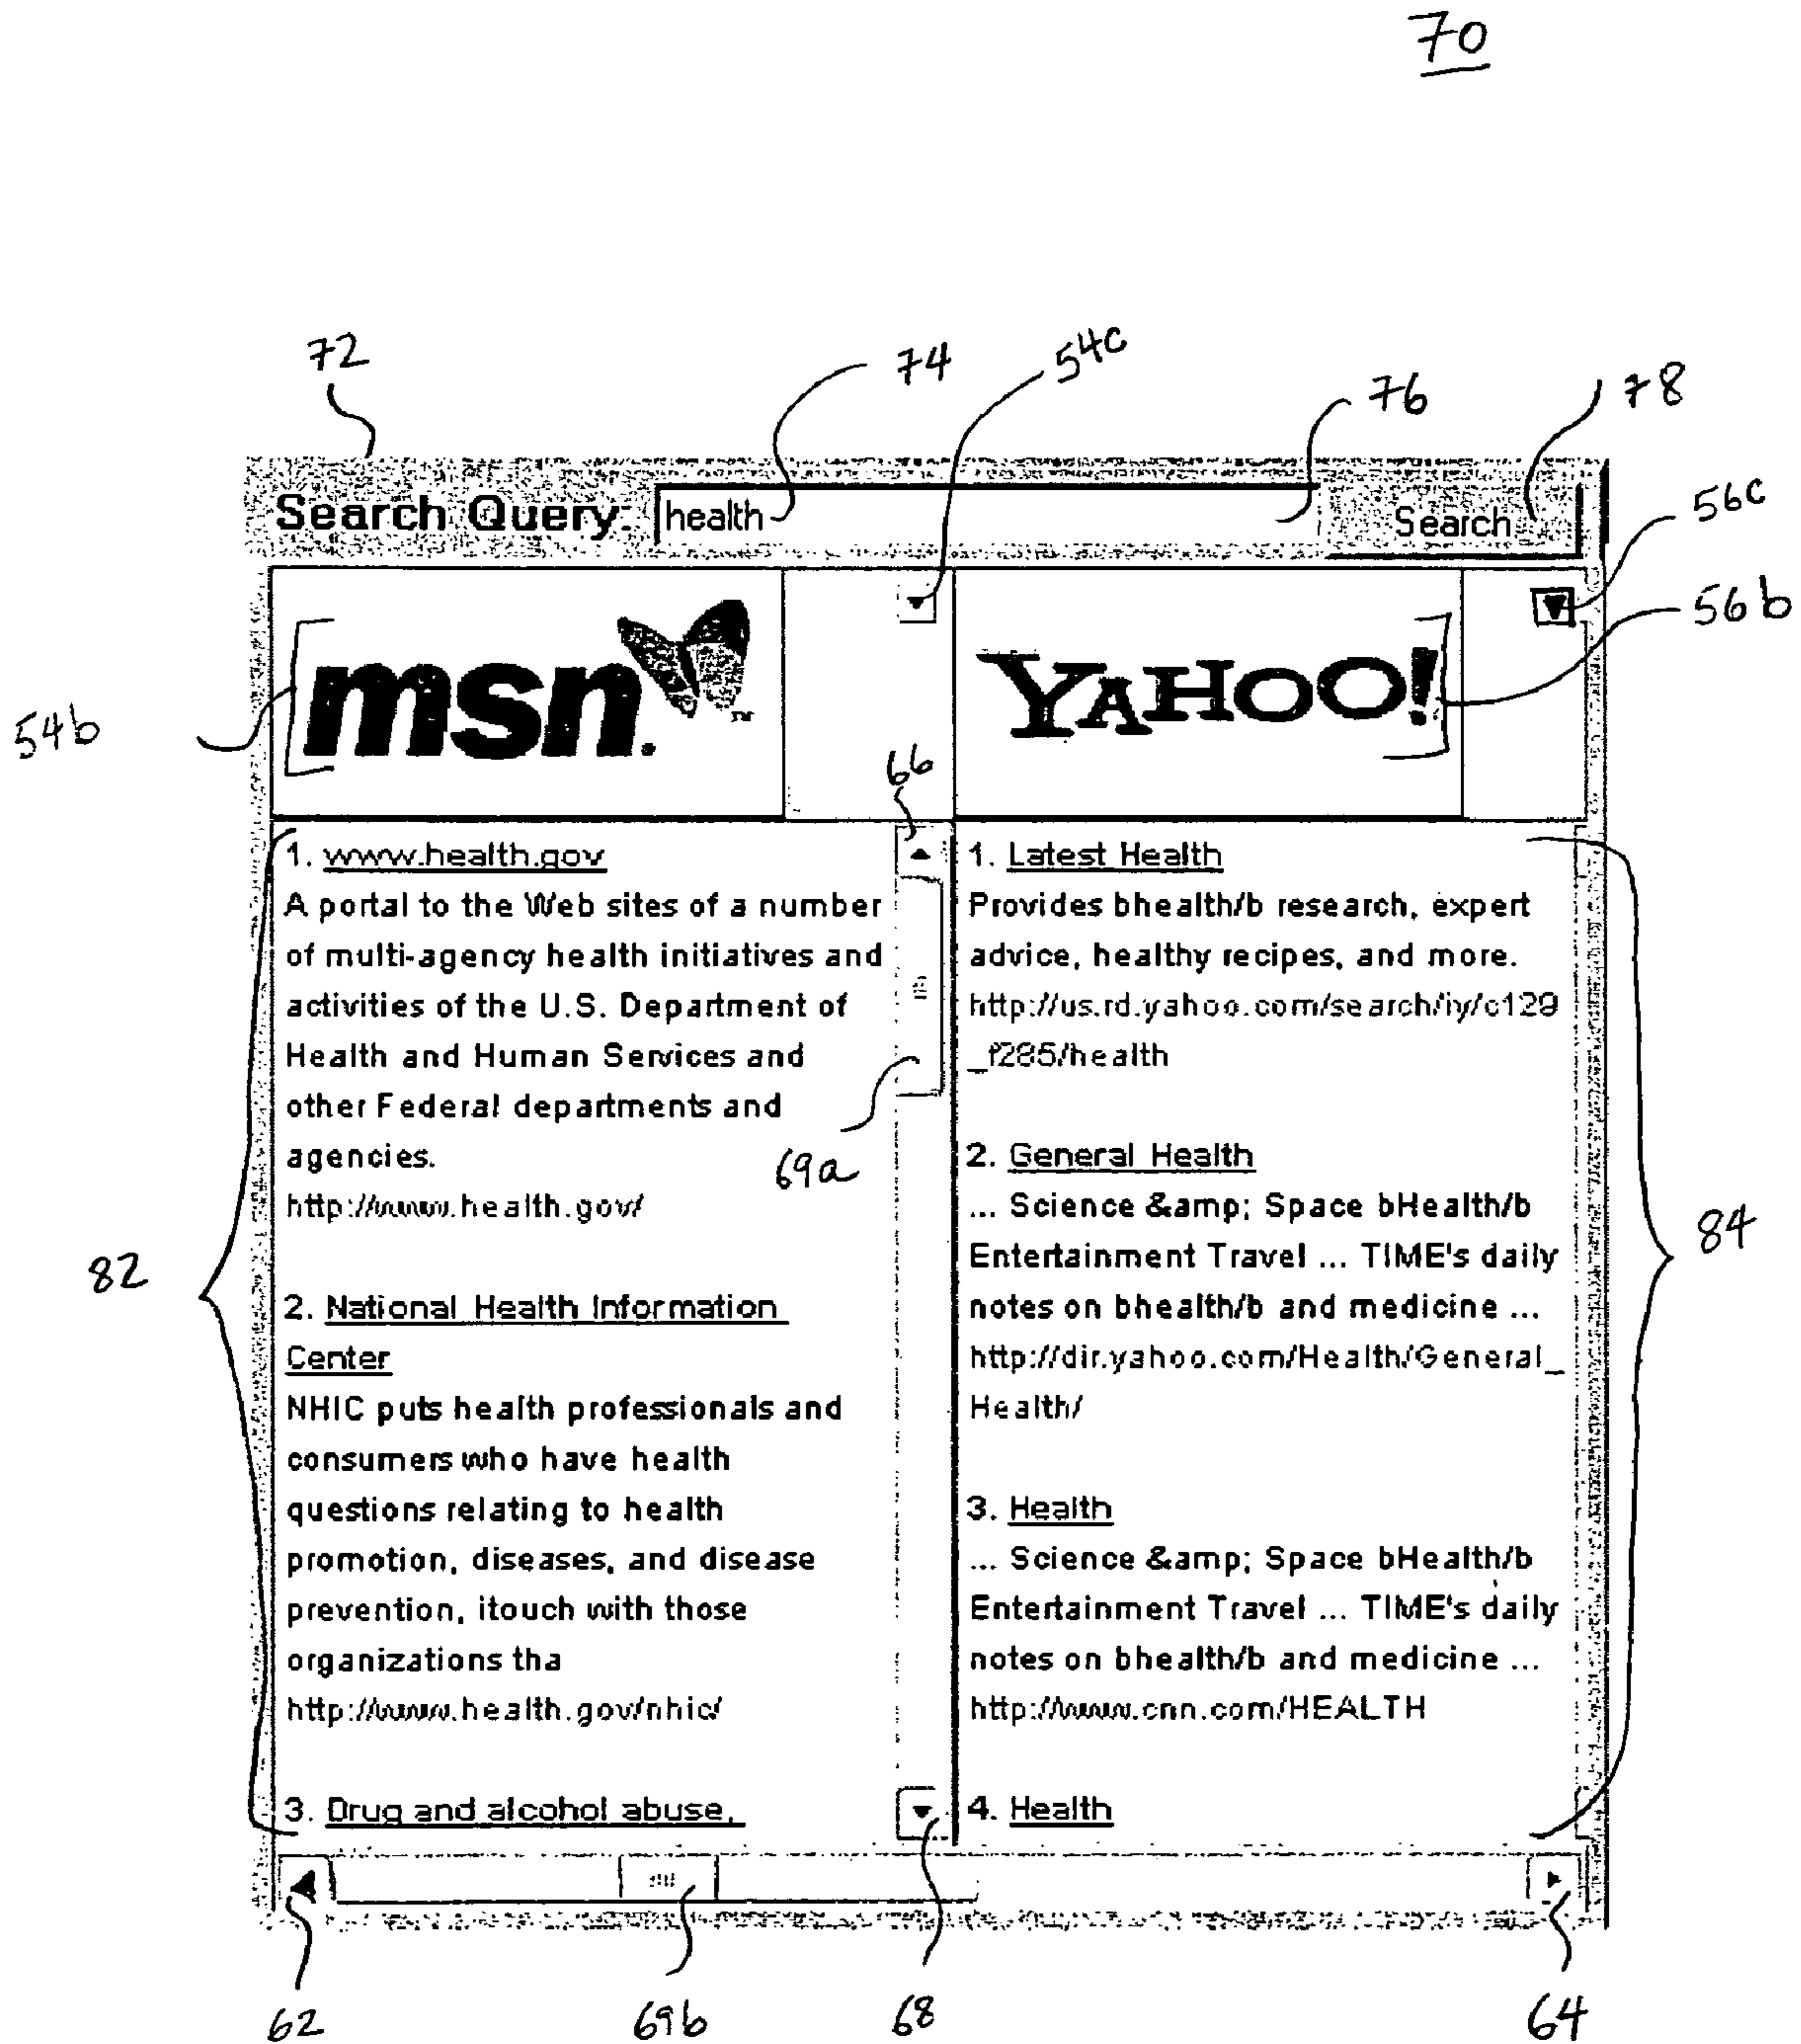 70
72
74
54c
76
78
Search Query: health Search
56c
56b
54b
msn.
TM
YAHOO!
66
1. www.health.gov
A portal to the Web sites of a number
of multi-agency health initiatives and
activities of the U.S. Department of
Health and Human Services and
other Federal departments and
agencies.
http://www.health.gov/
69a
82
2. National Health Information
Center
NHIC puts health professionals and
consumers who have health
questions relating to health
promotion, diseases, and disease
prevention, itouch with those
organizations tha
http://www.health.gov/nhic/
3. Drug and alcohol abuse,
1. Latest Health
Provides bhealth/b research, expert
advice, healthy recipes, and more.
http://us.rd.yahoo.com/search/iy/c129
_f285/health
2. General Health
... Science &amp; Space bHealth/b
Entertainment Travel ... TIME's daily
notes on bhealth/b and medicine ...
http://dir.yahoo.com/Health/General_
Health/
84
3. Health
... Science &amp; Space bHealth/b
Entertainment Travel ... TIME's daily
notes on bhealth/b and medicine ...
http://www.cnn.com/HEALTH
4. Health
62
69b
68
64